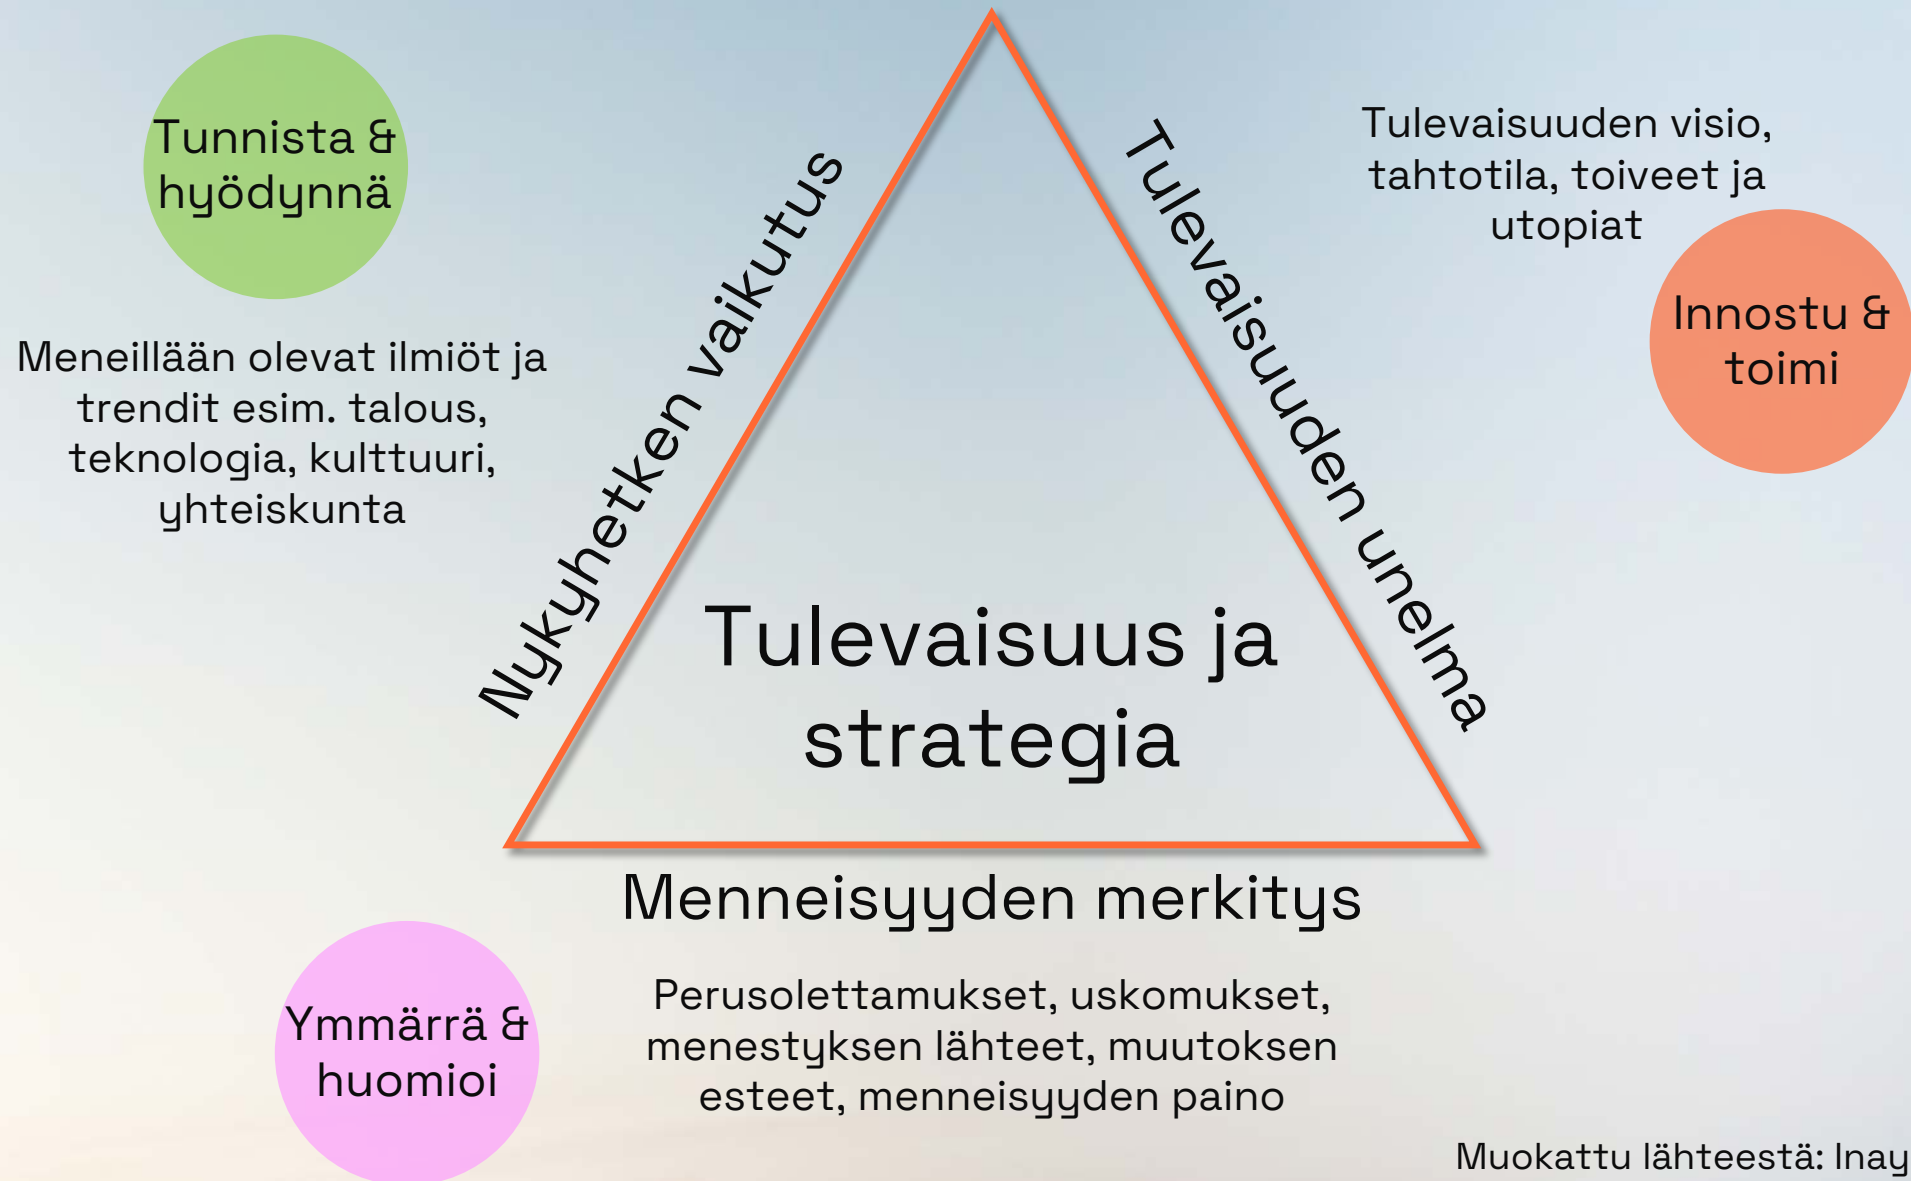 Tunnista &
hyödynnä
Meneillään olevat ilmiöt ja
trendit esim. talous,
teknologia, kulttuuri,
yhteiskunta
Nykyhetken vaikutus
Tulevaisuuden unelma
Tulevaisuuden visio,
tahtotila, toiveet ja
utopiat
Innostu &
toimi
Tulevaisuus ja
strategia
Menneisyyden merkitys
Ymmärrä &
huomioi
Perusolettamukset, uskomukset,
menestyksen lähteet, muutoksen
esteet, menneisyyden paino
Muokattu lähteestä: Inay